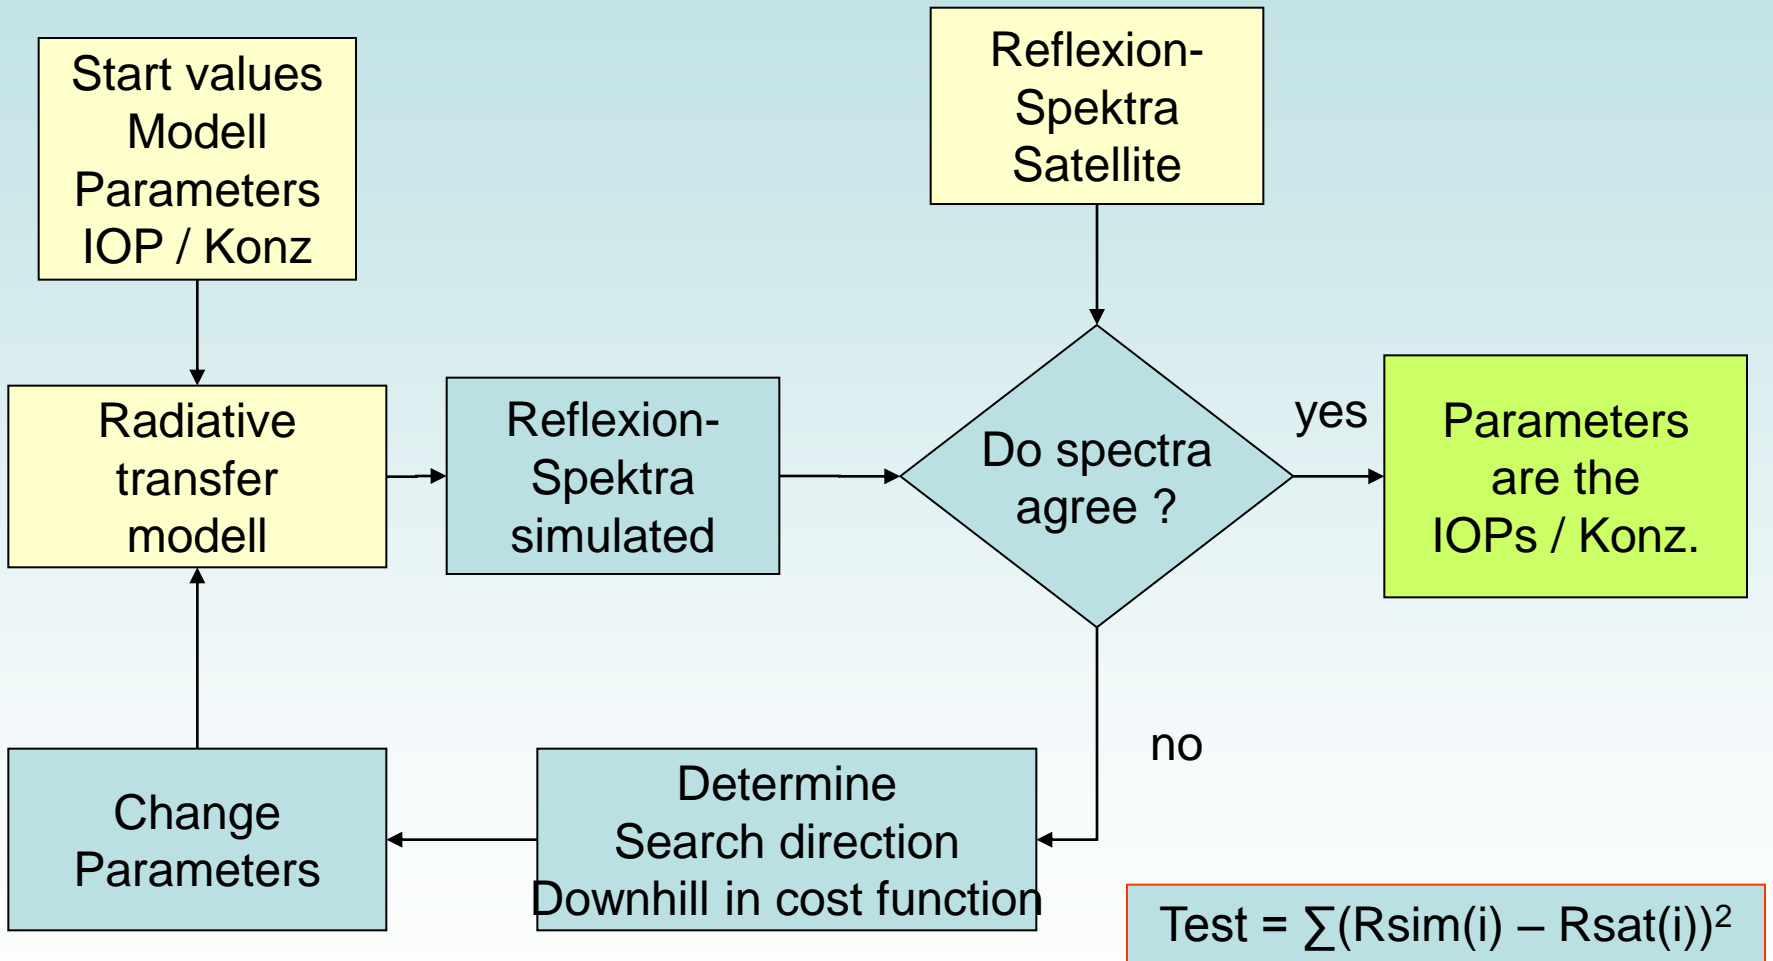 Start values
Modell
Parameters
IOP / Konz
Reflexion-
Spektra
Satellite
Radiative
transfer
modell
Reflexion-
Spektra
simulated
Do spectra
agree ?
yes
Parameters
are the
IOPs / Konz.
no
Determine
Search direction
Downhill in cost function
Change
Parameters
Test = ∑(Rsim(i) – Rsat(i))²